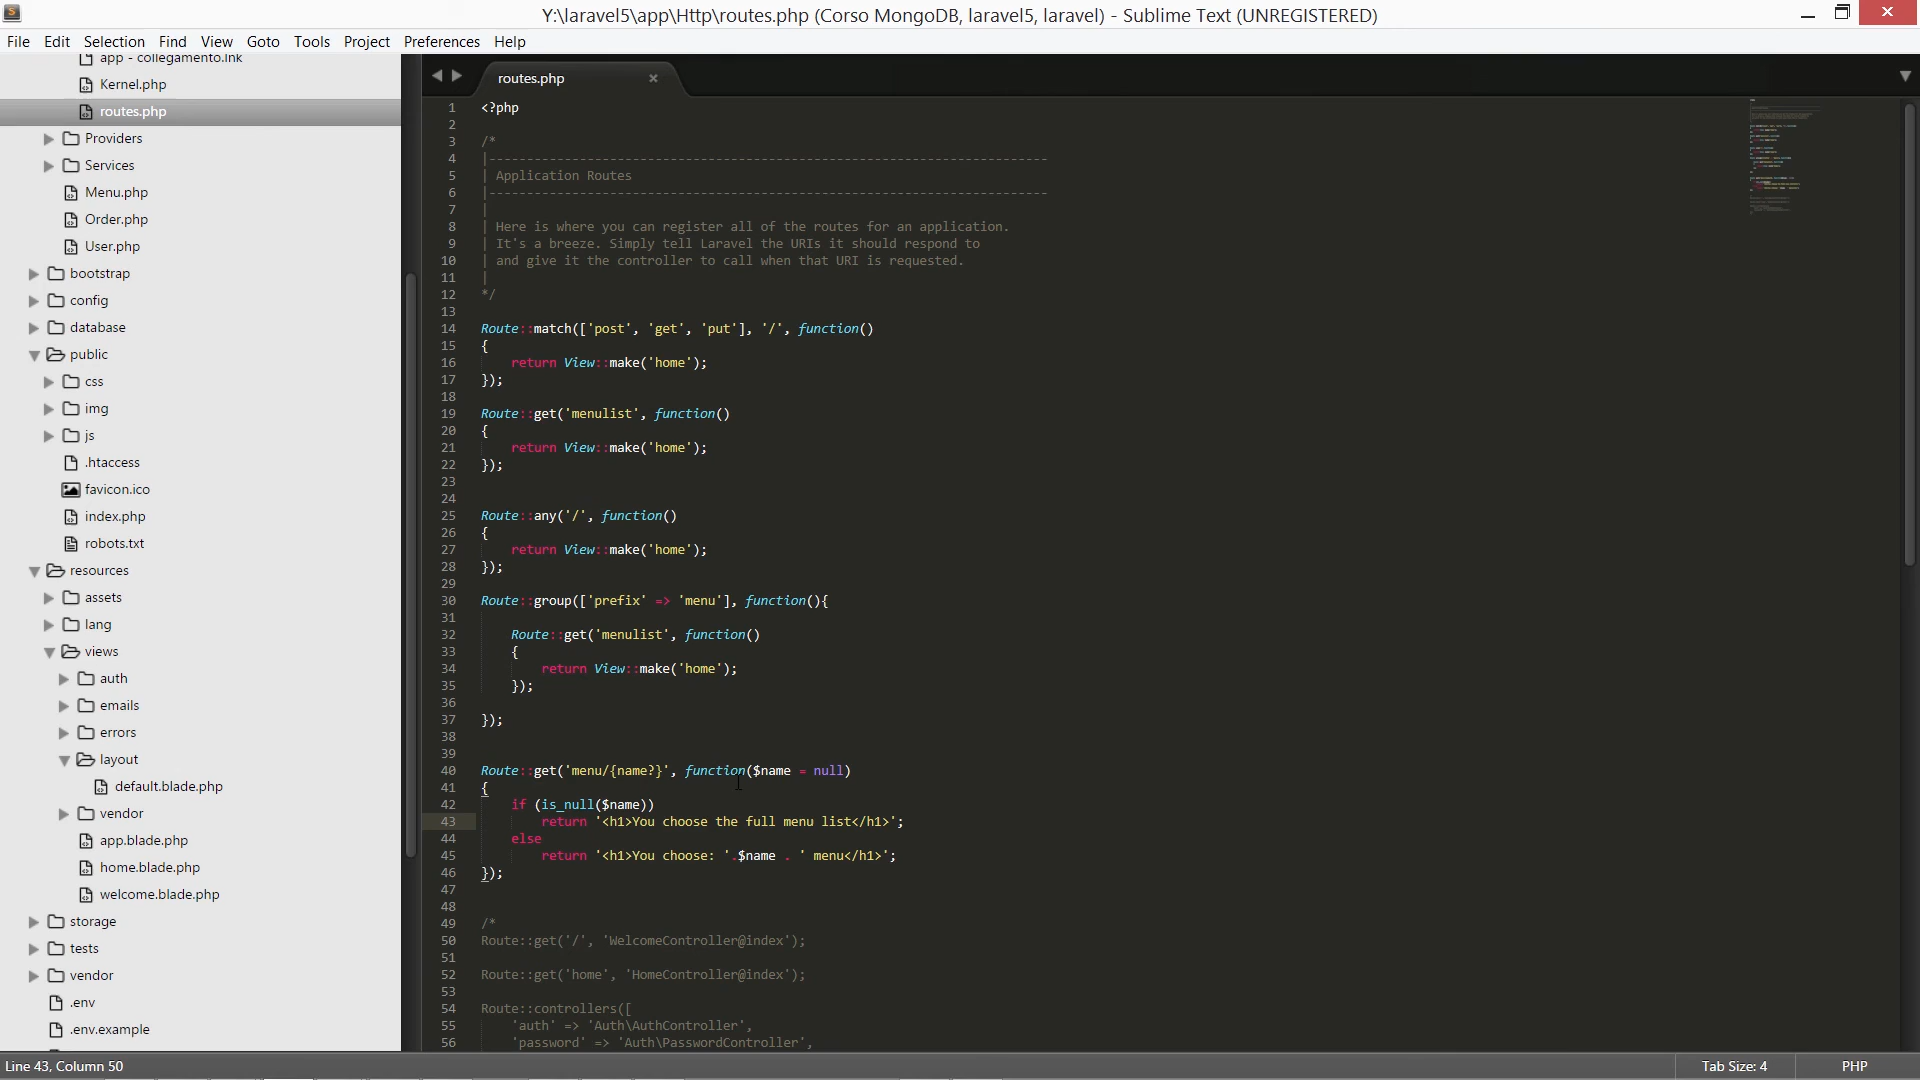 Y:\laravel5\app\Http\routes.php (Corso MongoDB, laravel5, laravel) - Sublime Text (UNREGISTERED)
File Edit Selection Find View Goto Tools Project Preferences Help
app - collegamento.lnk
Kernel.php
routes.php
Providers
Services
Menu.php
Order.php
User.php
bootstrap
config
database
public
css
img
js
.htaccess
favicon.ico
index.php
robots.txt
resources
assets
lang
views
auth
emails
errors
layout
default.blade.php
vendor
app.blade.php
home.blade.php
welcome.blade.php
storage
tests
vendor
.env
.env.example
routes.php
1 <?php
2
3 /*
4 |--------------------------------------------------------------------------
5 | Application Routes
6 |--------------------------------------------------------------------------
7 |
8 | Here is where you can register all of the routes for an application.
9 | It's a breeze. Simply tell Laravel the URIs it should respond to
10 | and give it the controller to call when that URI is requested.
11 |
12 */
13
14 Route::match(['post', 'get', 'put'], '/', function()
15 {
16     return View::make('home');
17 });
18
19 Route::get('menulist', function()
20 {
21     return View::make('home');
22 });
23
24
25 Route::any('/', function()
26 {
27     return View::make('home');
28 });
29
30 Route::group(['prefix' => 'menu'], function(){
31
32     Route::get('menulist', function()
33     {
34         return View::make('home');
35     });
36
37 });
38
39
40 Route::get('menu/{name?}', function($name = null)
41 {
42     if (is_null($name))
43         return '<h1>You choose the full menu list</h1>';
44     else
45         return '<h1>You choose: '.$name . ' menu</h1>';
46 });
47
48
49 /*
50 Route::get('/', 'WelcomeController@index');
51
52 Route::get('home', 'HomeController@index');
53
54 Route::controllers([
55     'auth' => 'Auth\AuthController',
56     'password' => 'Auth\PasswordController',
Line 43, Column 50
Tab Size: 4
PHP